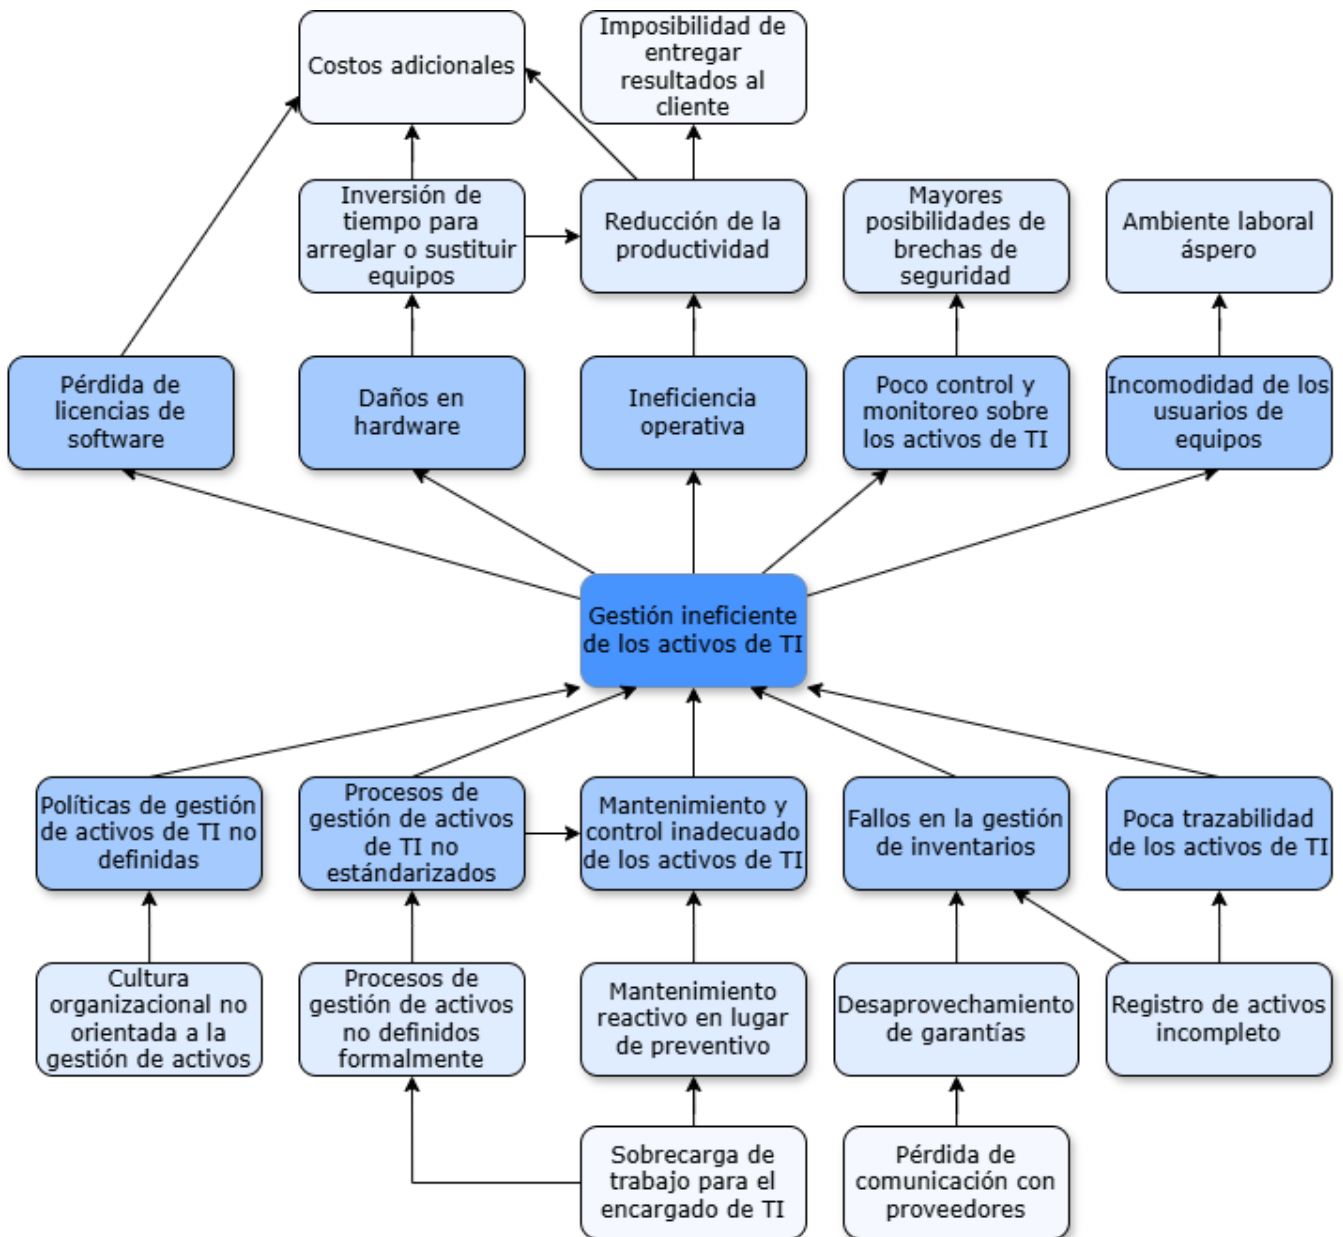 Costos adicionales
Imposibilidad de
entregar
resultados al
cliente
Inversión de
tiempo para
arreglar o sustituir
equipos
Reducción de la
productividad
Mayores
posibilidades de
brechas de
seguridad
Ambiente laboral
áspero
Pérdida de
licencias de
software
Daños en
hardware
Ineficiencia
operativa
Poco control y
monitoreo sobre
los activos de TI
Incomodidad de los
usuarios de
equipos
Gestión ineficiente
de los activos de TI
Políticas de gestión
de activos de TI no
definidas
Procesos de
gestión de activos
de TI no
estándarizados
Mantenimiento y
control inadecuado
de los activos de TI
Fallos en la gestión
de inventarios
Poca trazabilidad
de los activos de TI
Cultura
organizacional no
orientada a la
gestión de activos
Procesos de
gestión de activos
no definidos
formalmente
Mantenimiento
reactivo en lugar
de preventivo
Desaprovechamiento
de garantías
Registro de activos
incompleto
Sobrecarga de
trabajo para el
encargado de TI
Pérdida de
comunicación con
proveedores